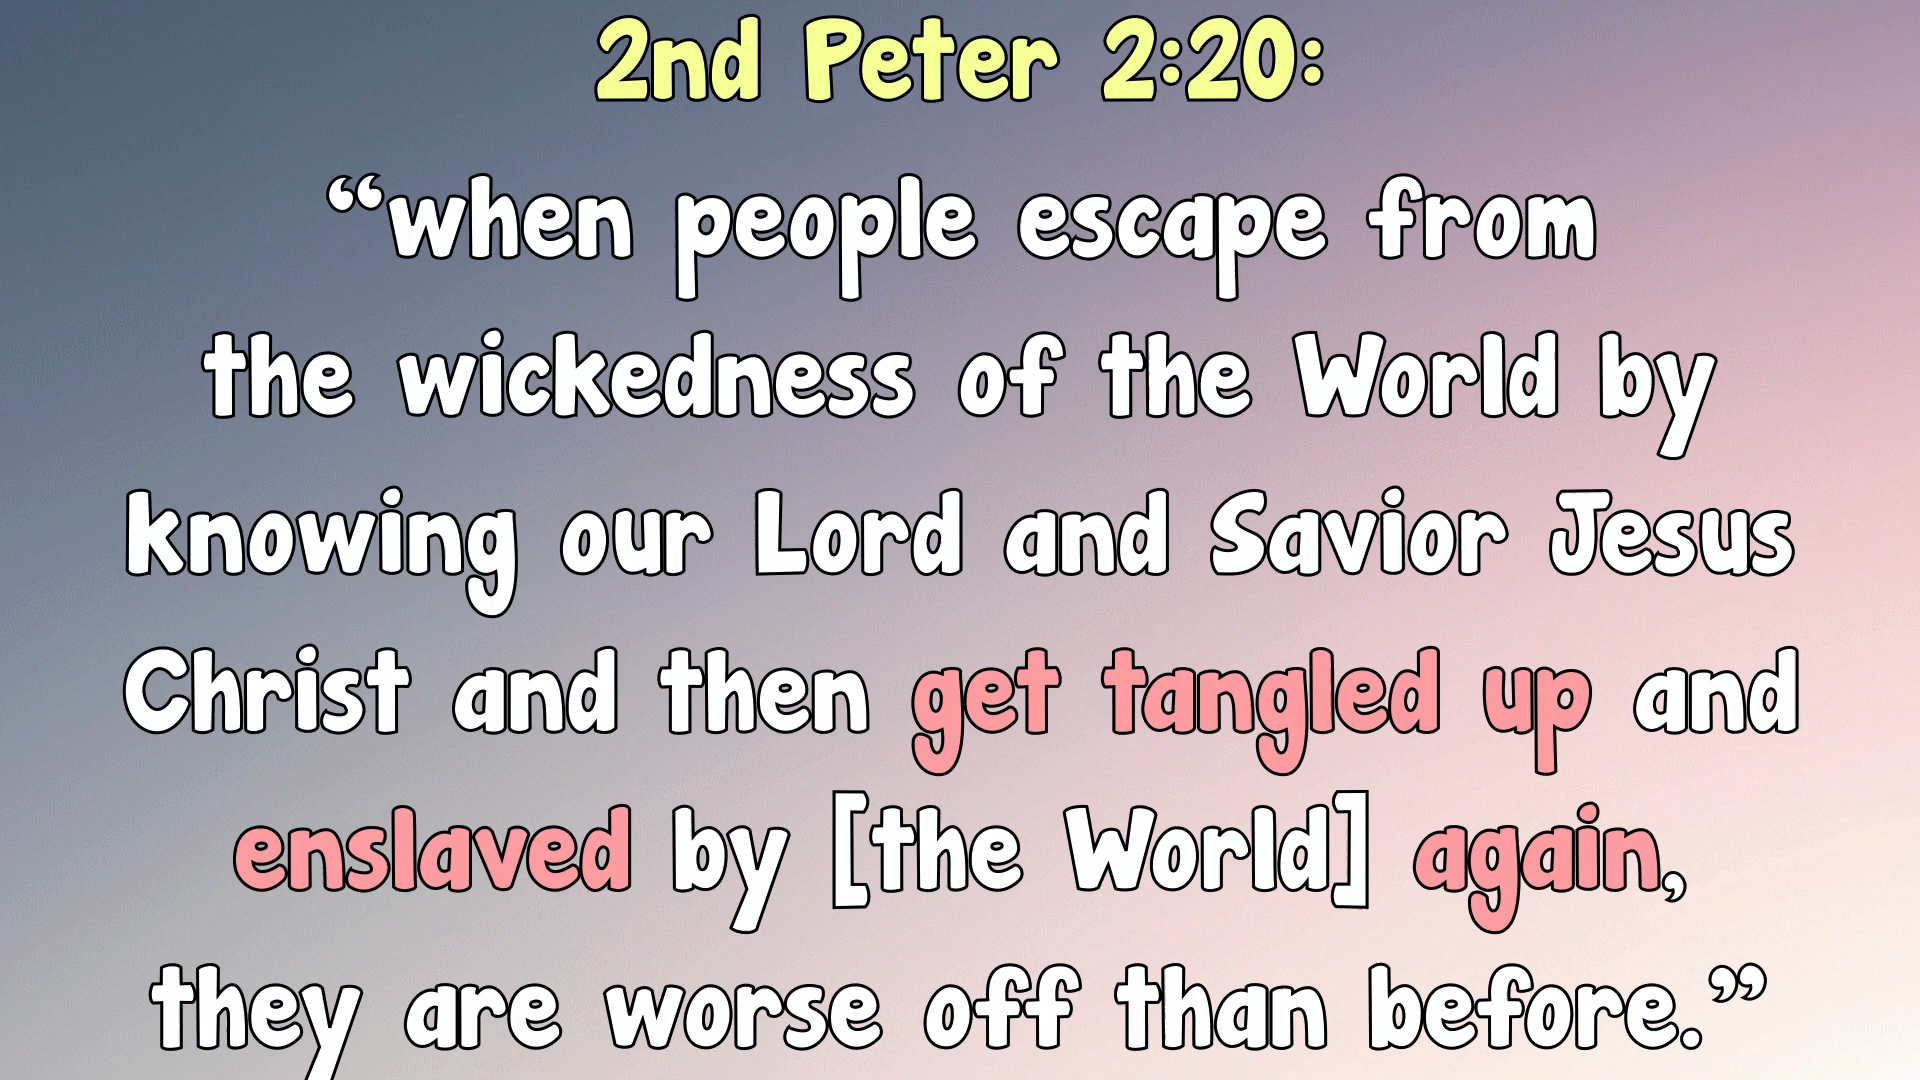 2nd Peter 2:20:
“when people escape from
the wickedness of the World by
knowing our Lord and Savior Jesus
Christ and then get tangled up and
enslaved by [the World] again,
they are worse off than before.”